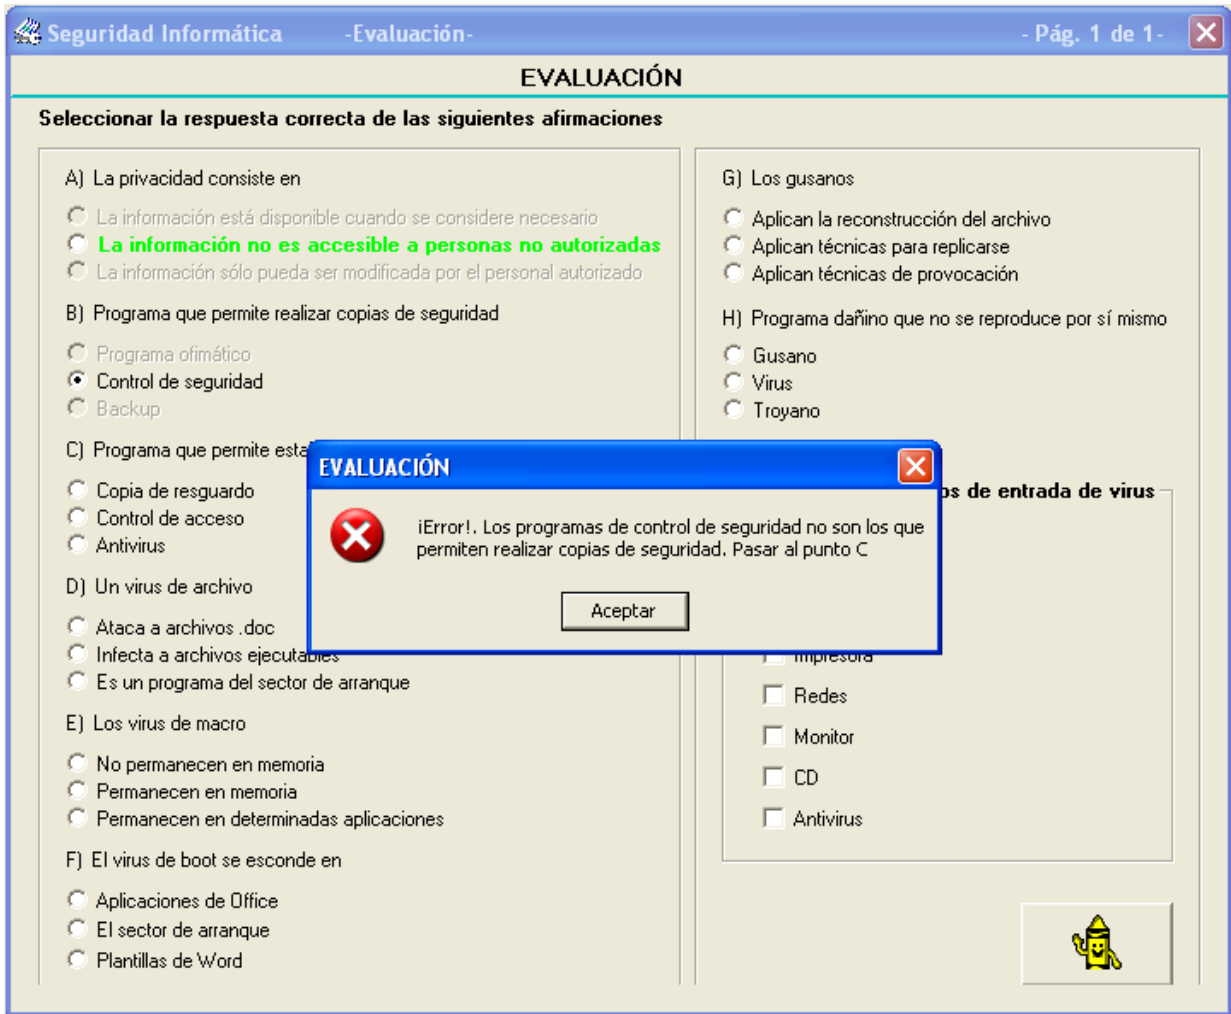 Seguridad Informática -Evaluación- - Pág. 1 de 1-
EVALUACIÓN
Seleccionar la respuesta correcta de las siguientes afirmaciones
A) La privacidad consiste en
La información está disponible cuando se considere necesario
La información no es accesible a personas no autorizadas
La información sólo pueda ser modificada por el personal autorizado
B) Programa que permite realizar copias de seguridad
Programa ofimático
Control de seguridad
Backup
C) Programa que permite
Copia de resguardo
Control de acceso
Antivirus
D) Un virus de archivo
Ataca a archivos .doc
Infecta a archivos ejecutables
Es un programa del sector de arranque
E) Los virus de macro
No permanecen en memoria
Permanecen en memoria
Permanecen en determinadas aplicaciones
F) El virus de boot se esconde en
Aplicaciones de Office
El sector de arranque
Plantillas de Word
G) Los gusanos
Aplican la reconstrucción del archivo
Aplican técnicas para replicarse
Aplican técnicas de provocación
H) Programa dañino que no se reproduce por sí mismo
Gusano
Virus
Troyano
de entrada de virus
Impresora
Redes
Monitor
CD
Antivirus
EVALUACIÓN
¡Error!. Los programas de control de seguridad no son los que
permiten realizar copias de seguridad. Pasar al punto C
Aceptar